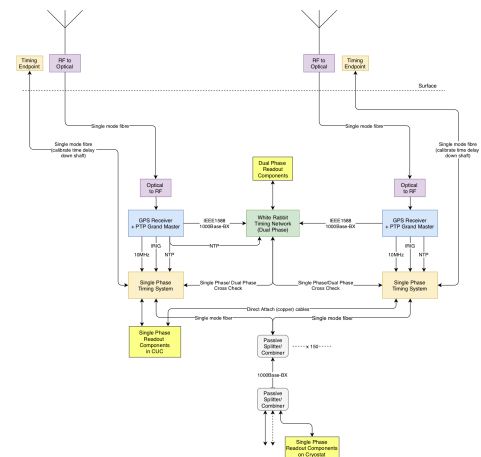 Timing
Endpoint
RF to
Optical
RF to
Optical
Timing
Endpoint
Surface
Single mode fibre
Single mode fibre
Single mode fibre
(calibrate time delay
down shaft)
Single mode fibre
(calibrate time delay
down shaft)
Optical
to RF
Dual Phase
Readout
Components
Optical
to RF
GPS Receiver
+ PTP Grand Master
IEEE1588
1000Base-BX
White Rabbit
Timing Network
(Dual Phase)
IEEE1588
1000Base-BX
GPS Receiver
+ PTP Grand Master
NTP
IRIG
10MHz
NTP
IRIG
10MHz
NTP
Single Phase
Timing System
Single Phase/ Dual Phase
Cross Check
Single Phase/Dual Phase
Cross Check
Single Phase
Timing System
Direct Attach (copper) cables
Single mode fiber
Single mode fiber
Single Phase
Readout
Components
in CUC
Passive
Splitter/
Combiner
x 150
1000Base-BX
Passive
Splitter/
Combiner
Single Phase
Readout Components
on Cryostat